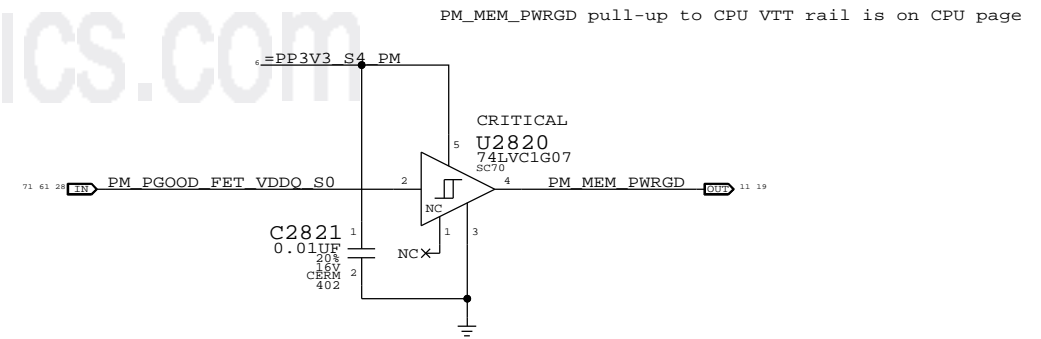 PM_MEM_PWRGD pull-up to CPU VTT rail is on CPU page
ics.com
6 =PP3V3_S4_PM
CRITICAL
5 U2820
74LVC1G07
SC70
71 61 28 IN PM_PGOOD_FET_VDDQ_S0 2 4 PM_MEM_PWRGD OUT 11 19
NC
C2821 1 1 3
0.01UF NC
20%
16V
CERM 2
402